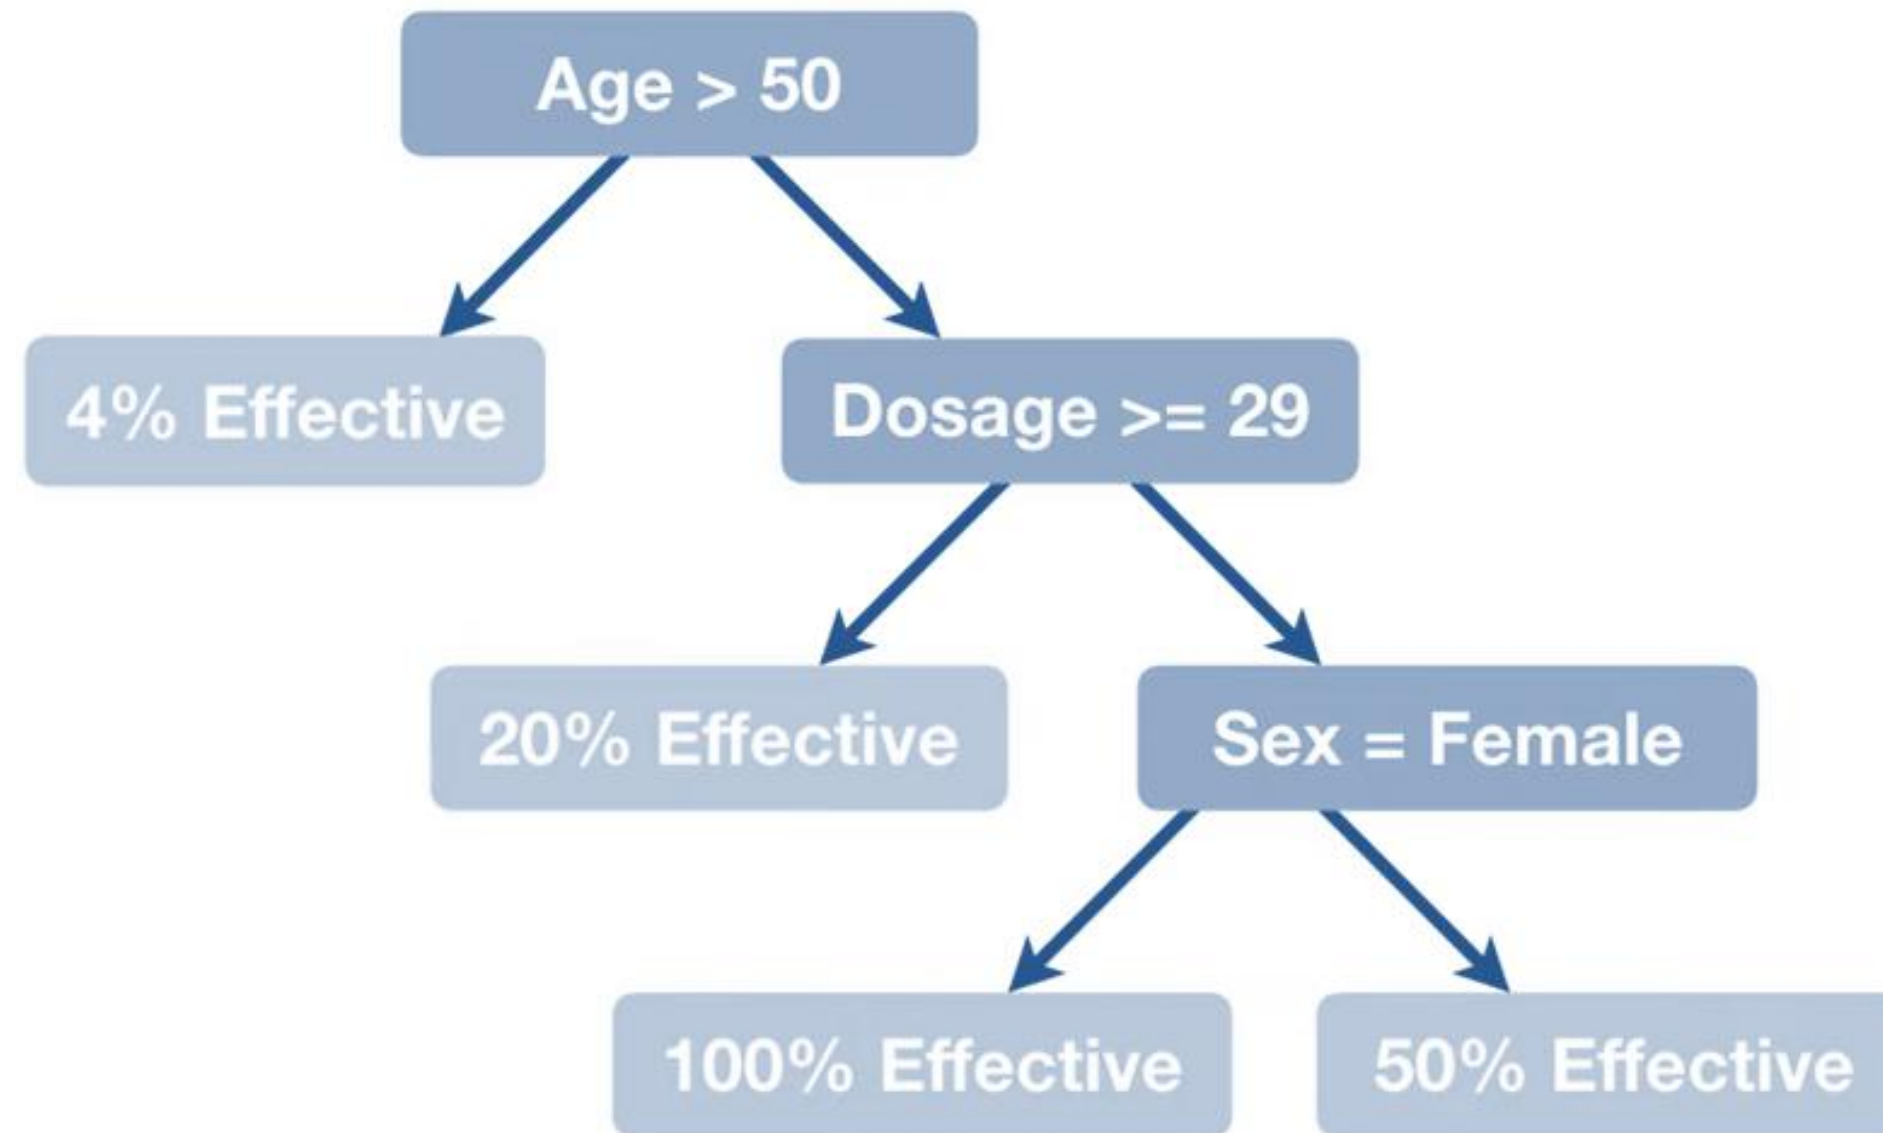 Age > 50
4% Effective
Dosage >= 29
20% Effective
Sex = Female
100% Effective
50% Effective